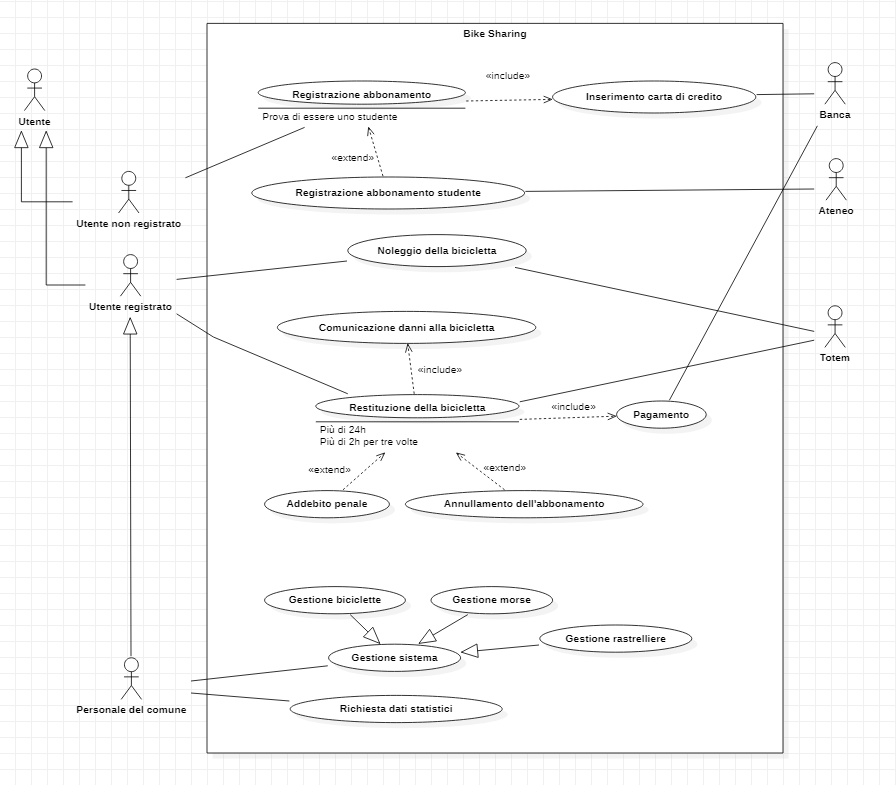 Bike Sharing
«include»
Registrazione abbonamento
Inserimento carta di credito
Banca
Utente
Prova di essere uno studente
«extend»
Registrazione abbonamento studente
Ateneo
Utente non registrato
Noleggio della bicicletta
Utente registrato
Comunicazione danni alla bicicletta
Totem
«include»
Restituzione della bicicletta
«include»
Pagamento
Più di 24h
Più di 2h per tre volte
«extend»
«extend»
Addebito penale
Annullamento dell'abbonamento
Gestione biciclette
Gestione morse
Gestione rastrelliere
Gestione sistema
Personale del comune
Richiesta dati statistici